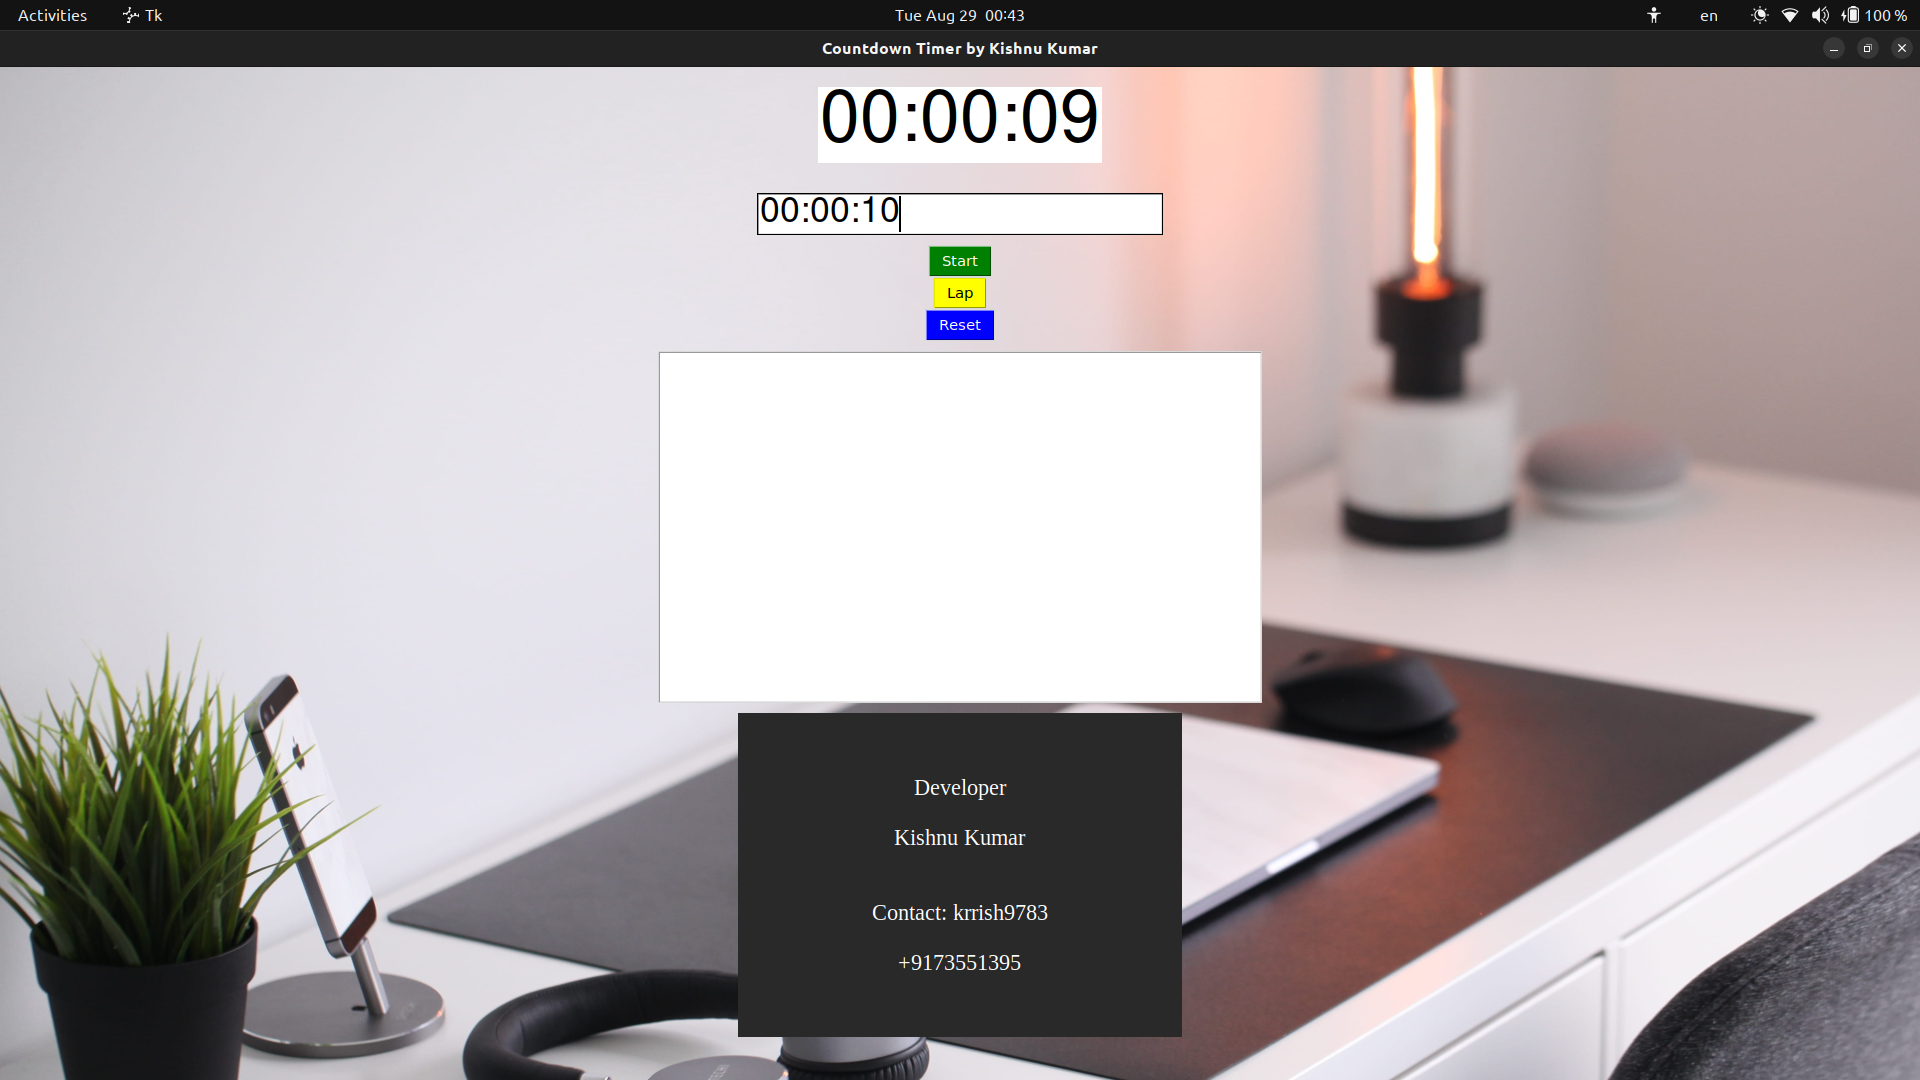 Activities Tk Tue Aug 29 00:43 en 100 %
Countdown Timer by Kishnu Kumar
00:00:09
00:00:10
Start
Lap
Reset
Developer
Kishnu Kumar
Contact: krrish9783
+9173551395